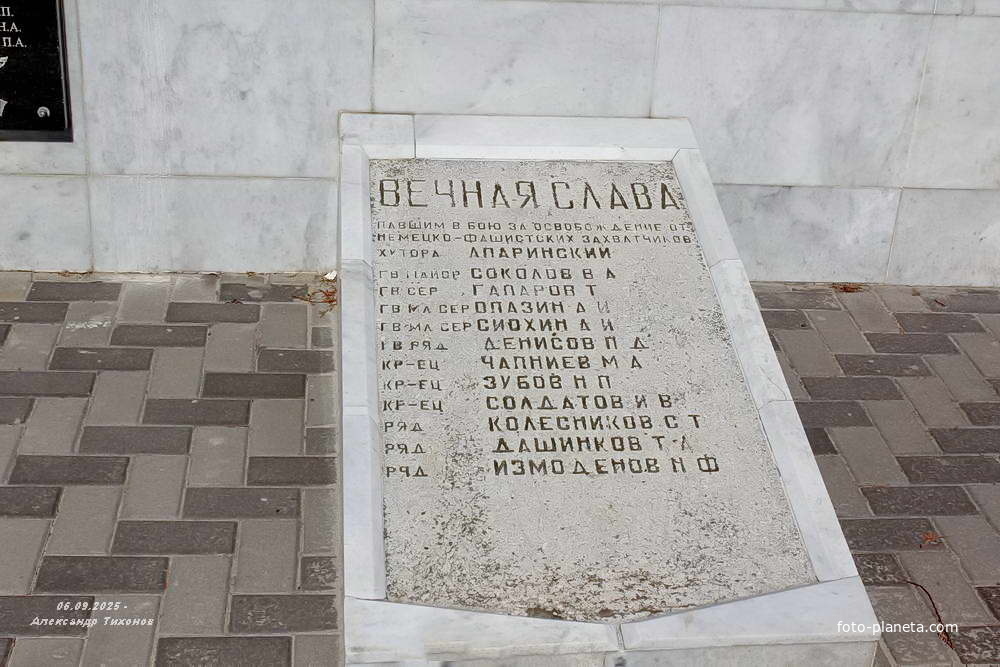 П.
Н.А.
П.А.
ВЕЧНАЯ СЛАВА
ПАВШИМ В БОЮ ЗА ОСВОБОЖДЕНИЕ ОТ
НЕМЕЦКО-ФАШИСТСКИХ ЗАХВАТЧИКОВ
ХУТОРА АПАРИНСКИЙ
ГВ МАЙОР СОКОЛОВ В А
ГВ СЕР ГАПАРОВ Т
ГВ МЛ СЕР ОПАЗИН Д И
ГВ МЛ СЕР СИОХИН Д И
ГВ РЯД ДЕНИСОВ П Д
КР-ЕЦ ЧАПНИЕВ М А
КР-ЕЦ ЗУБОВ Н П
КР-ЕЦ СОЛДАТОВ И В
РЯД КОЛЕСНИКОВ С Т
РЯД ДАШИНКОВ Т А
РЯД ИЗМОДЕНОВ Н Ф
06.09.2025 -
Александр Тихонов
foto-planeta.com